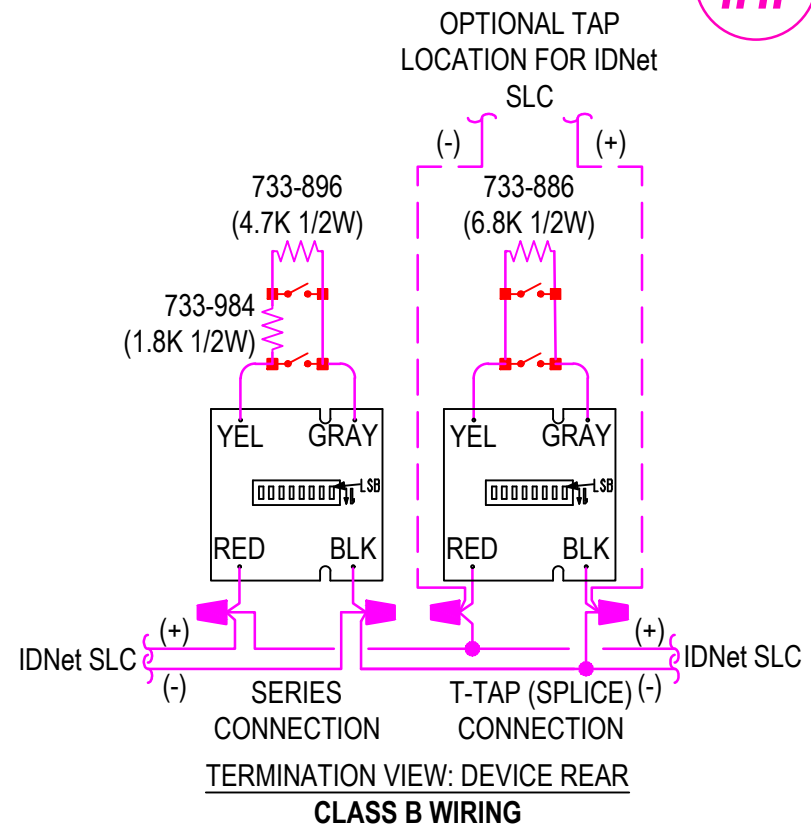 OPTIONAL TAP
LOCATION FOR IDNet
SLC
(-)
(+)
733-896
(4.7K 1/2W)
733-886
(6.8K 1/2W)
733-984
(1.8K 1/2W)
YEL GRAY
YEL GRAY
LSB
LSB
RED BLK
RED BLK
(+)
(+)
IDNet SLC
IDNet SLC
(-)
(-)
SERIES
CONNECTION
T-TAP (SPLICE)
CONNECTION
TERMINATION VIEW: DEVICE REAR
CLASS B WIRING